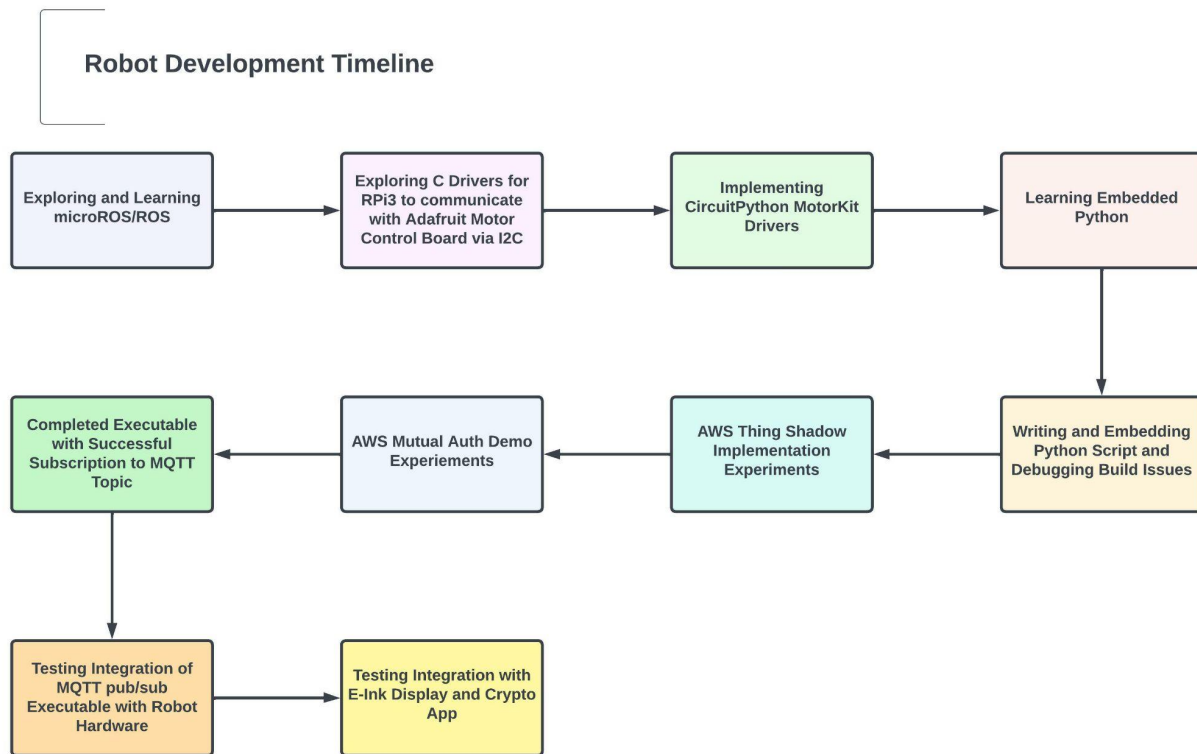 Robot Development Timeline
Exploring and Learning
microROS/ROS
Exploring C Drivers for
RPi3 to communicate
with Adafruit Motor
Control Board via I2C
Implementing
CircuitPython MotorKit
Drivers
Learning Embedded
Python
Writing and Embedding
Python Script and
Debugging Build Issues
AWS Thing Shadow
Implementation
Experiments
AWS Mutual Auth Demo
Experiements
Completed Executable
with Successful
Subscription to MQTT
Topic
Testing Integration of
MQTT pub/sub
Executable with Robot
Hardware
Testing Integration with
E-Ink Display and Crypto
App